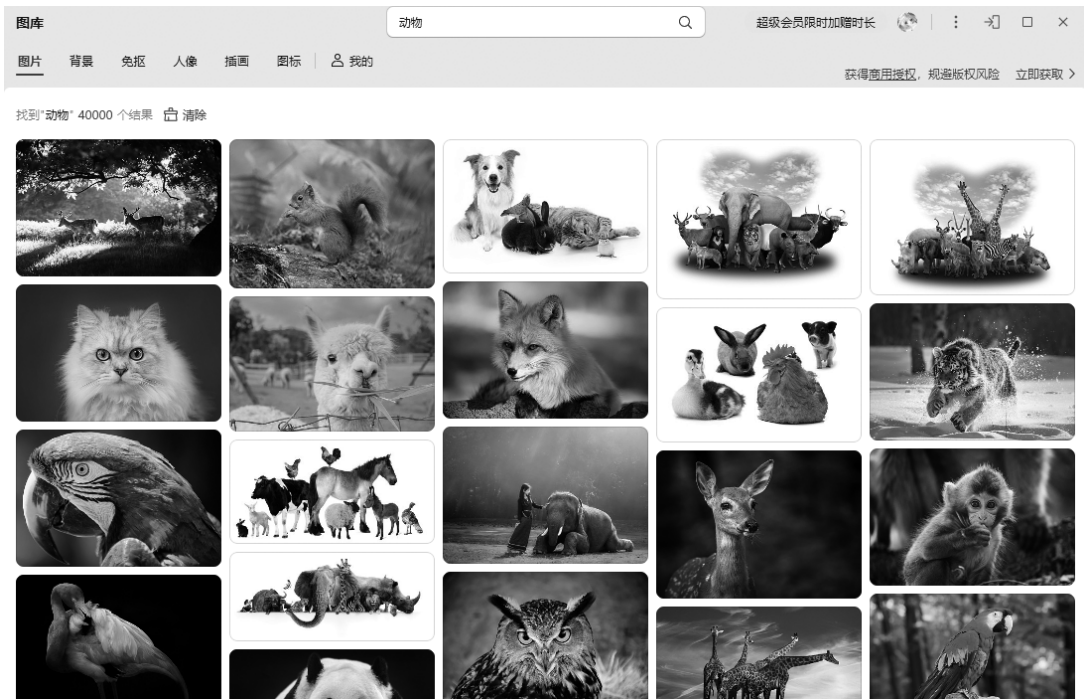 图库
动物
超级会员限时加赠时长
图片 背景 免抠 人像 插画 图标 我的
获得商用授权，规避版权风险 立即获取
找到"动物" 40000 个结果 清除